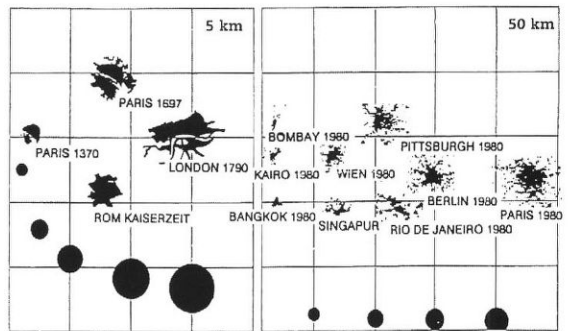 5 km
50 km
PARIS 1697
PARIS 1370
LONDON 1790
ROM KAISERZEIT
BOMBAY 1980
PITTSBURGH 1980
KAIRO 1980
WIEN 1980
BERLIN 1980
PARIS 1980
BANGKOK 1980
SINGAPUR
RIO DE JANEIRO 1980